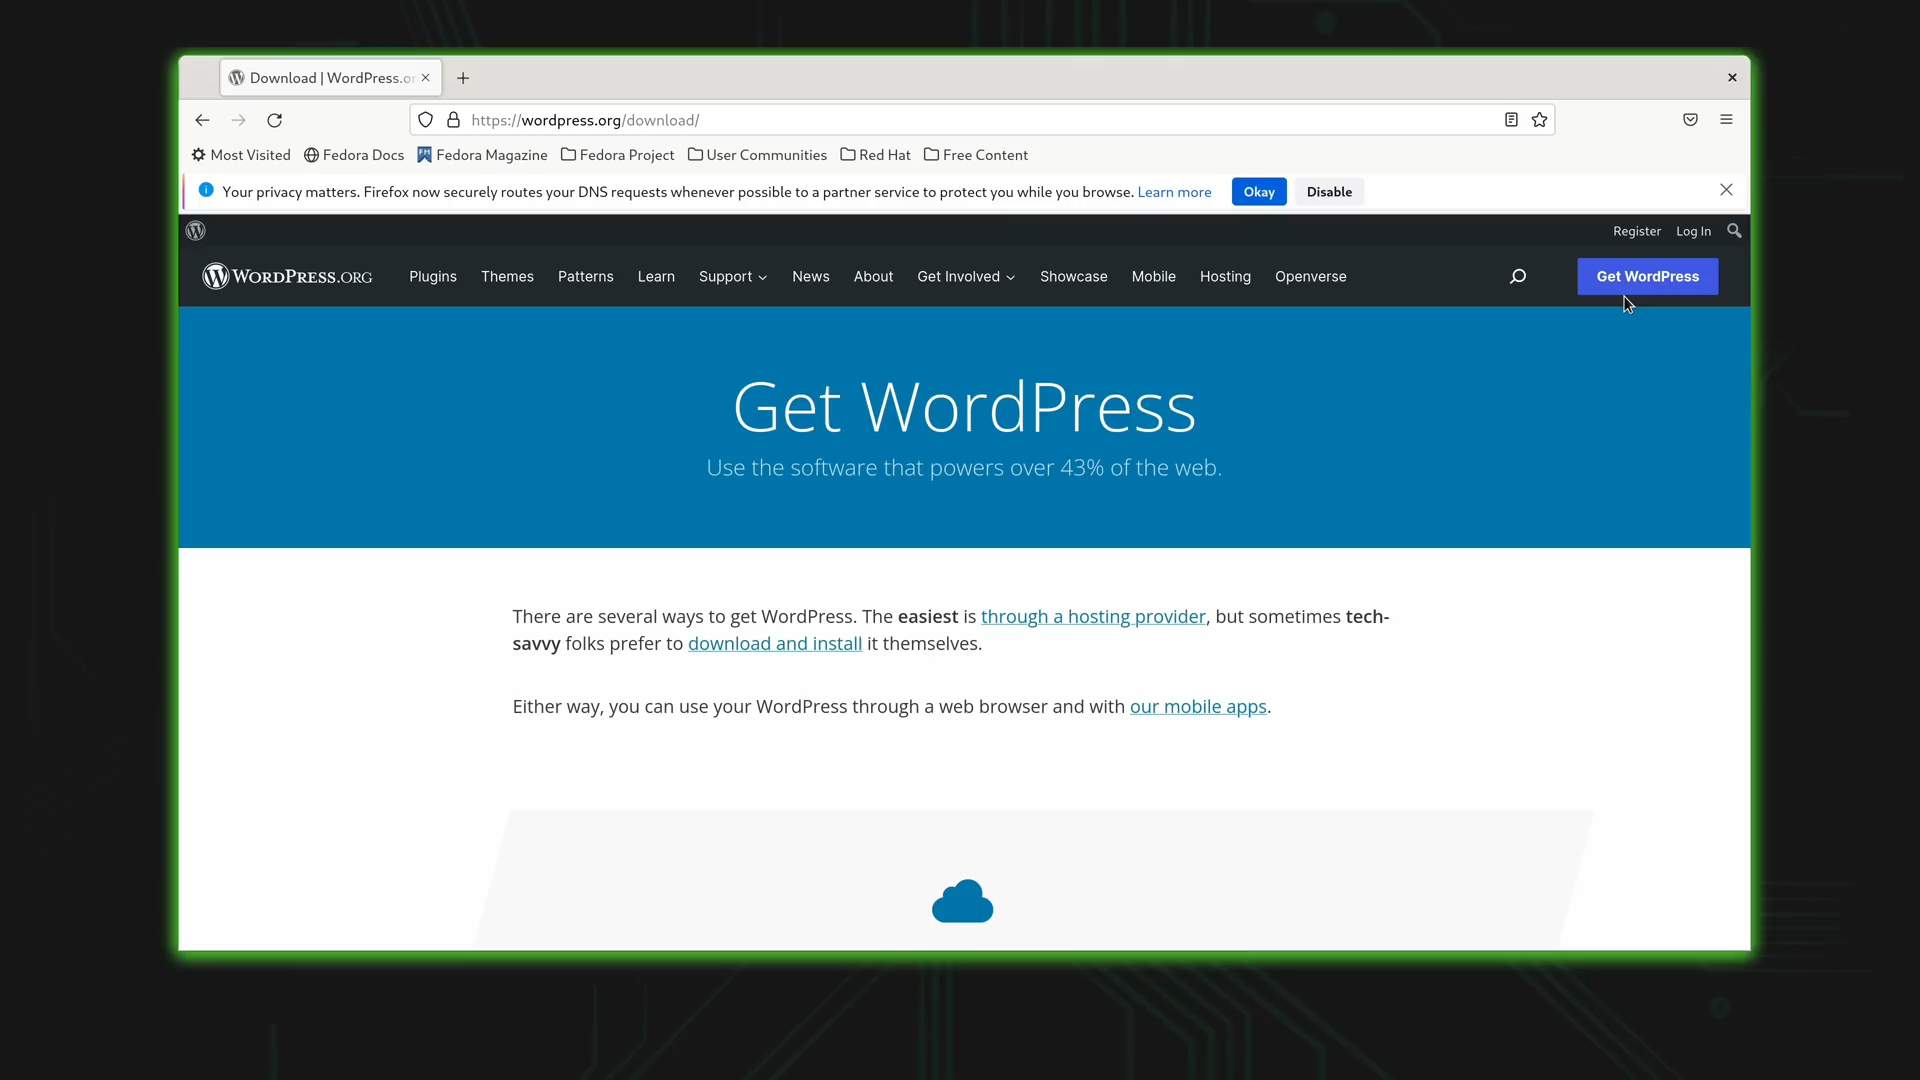 Download | WordPress.or
https://wordpress.org/download/
Most Visited Fedora Docs Fedora Magazine Fedora Project User Communities Red Hat Free Content
Your privacy matters. Firefox now securely routes your DNS requests whenever possible to a partner service to protect you while you browse. Learn more Okay Disable
Register Log In
WORDPRESS.ORG Plugins Themes Patterns Learn Support News About Get Involved Showcase Mobile Hosting Openverse Get WordPress
Get WordPress
Use the software that powers over 43% of the web.
There are several ways to get WordPress. The easiest is through a hosting provider, but sometimes tech-
savvy folks prefer to download and install it themselves.
Either way, you can use your WordPress through a web browser and with our mobile apps.